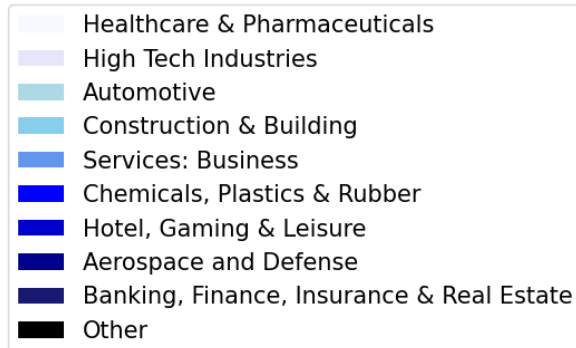 Healthcare & Pharmaceuticals
High Tech Industries
Automotive
Construction & Building
Services: Business
Chemicals, Plastics & Rubber
Hotel, Gaming & Leisure
Aerospace and Defense
Banking, Finance, Insurance & Real Estate
Other